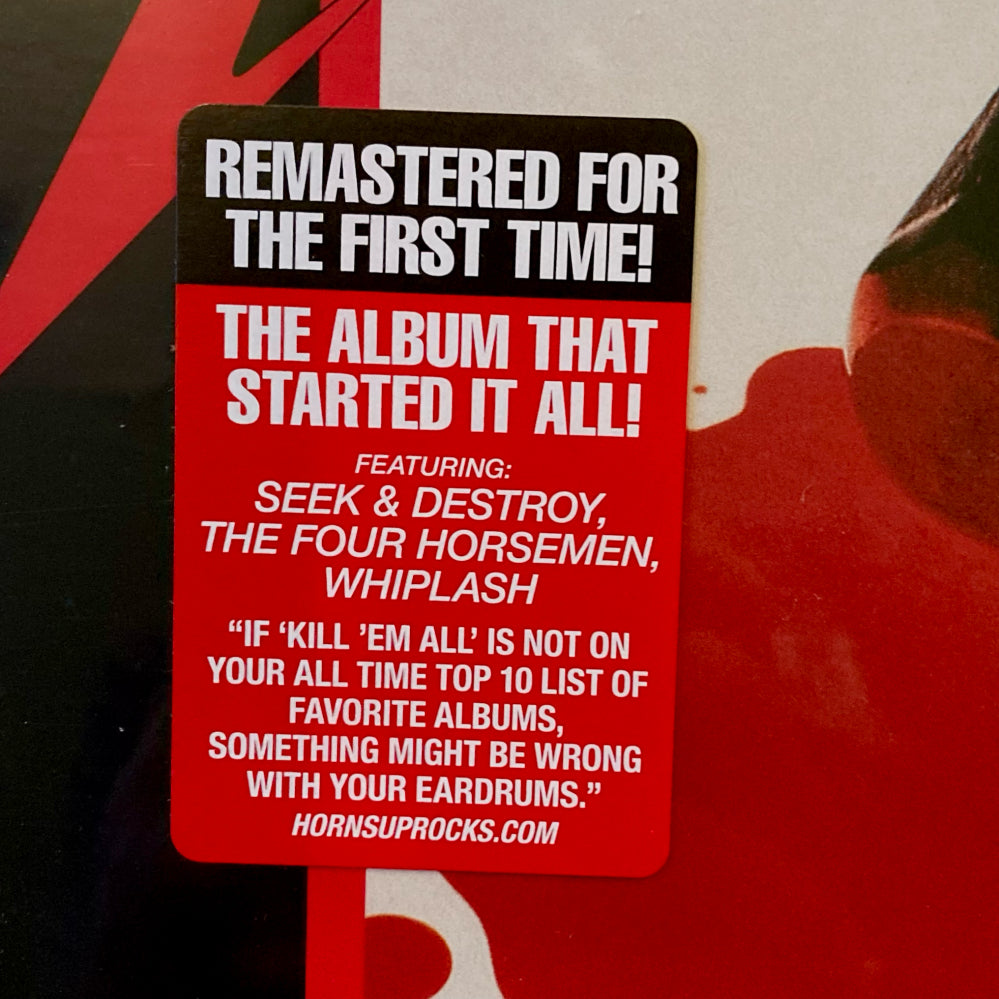 REMASTERED FOR
THE FIRST TIME!
THE ALBUM THAT
STARTED IT ALL!
FEATURING:
SEEK & DESTROY,
THE FOUR HORSEMEN,
WHIPLASH
“IF ‘KILL ’EM ALL’ IS NOT ON
YOUR ALL TIME TOP 10 LIST OF
FAVORITE ALBUMS,
SOMETHING MIGHT BE WRONG
WITH YOUR EARDRUMS.”
HORNSUPROCKS.COM